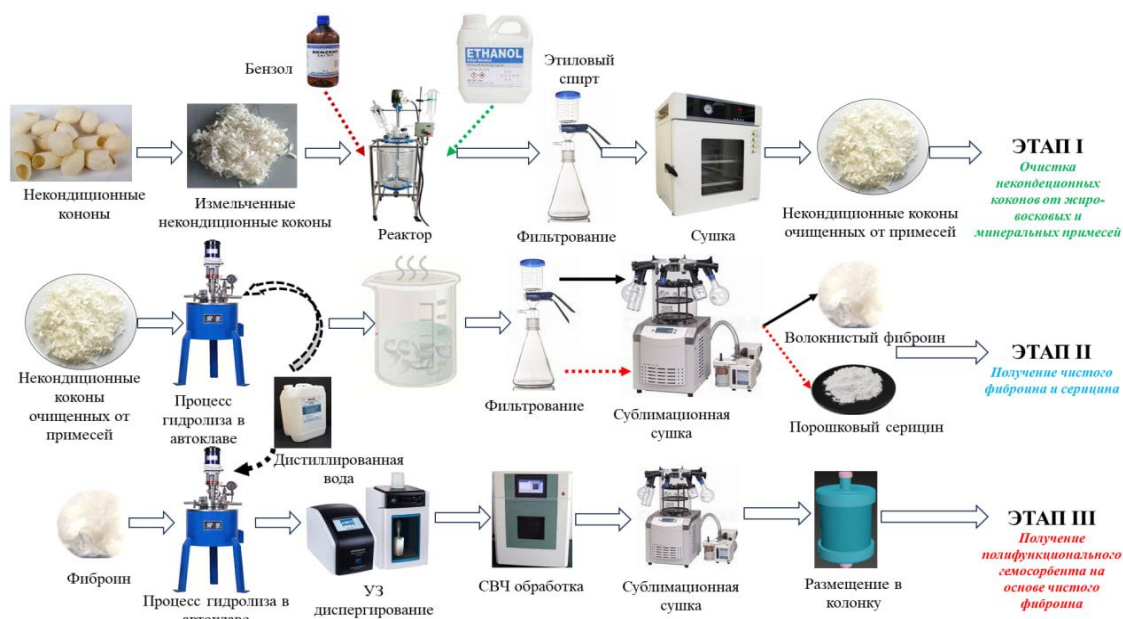 Бензол
BENZENE
ETHANOL
Этиловый
спирт
Некондиционные
кононы
Измельченные
некондиционные коконы
Реактор
Фильтрование
Сушка
Некондиционные коконы
очищенных от примесей
ЭТАП I
Очистка
некондеционных
коконов от жиро-
восковых и
минеральных примесей
Некондиционные
коконы
очищенных от
примесей
Процесс
гидролиза в
автоклаве
Дистиллированная
вода
Фильтрование
Сублимационная
сушка
Волокнистый фиброин
Порошковый серицин
ЭТАП II
Получение чистого
фиброина и серицина
Фиброин
Процесс гидролиза в
автоклаве
УЗ
диспергирование
СВЧ обработка
Сублимационная
сушка
Размещение в
колонку
ЭТАП III
Получение
полифункционального
гемосорбента на
основе чистого
фиброина